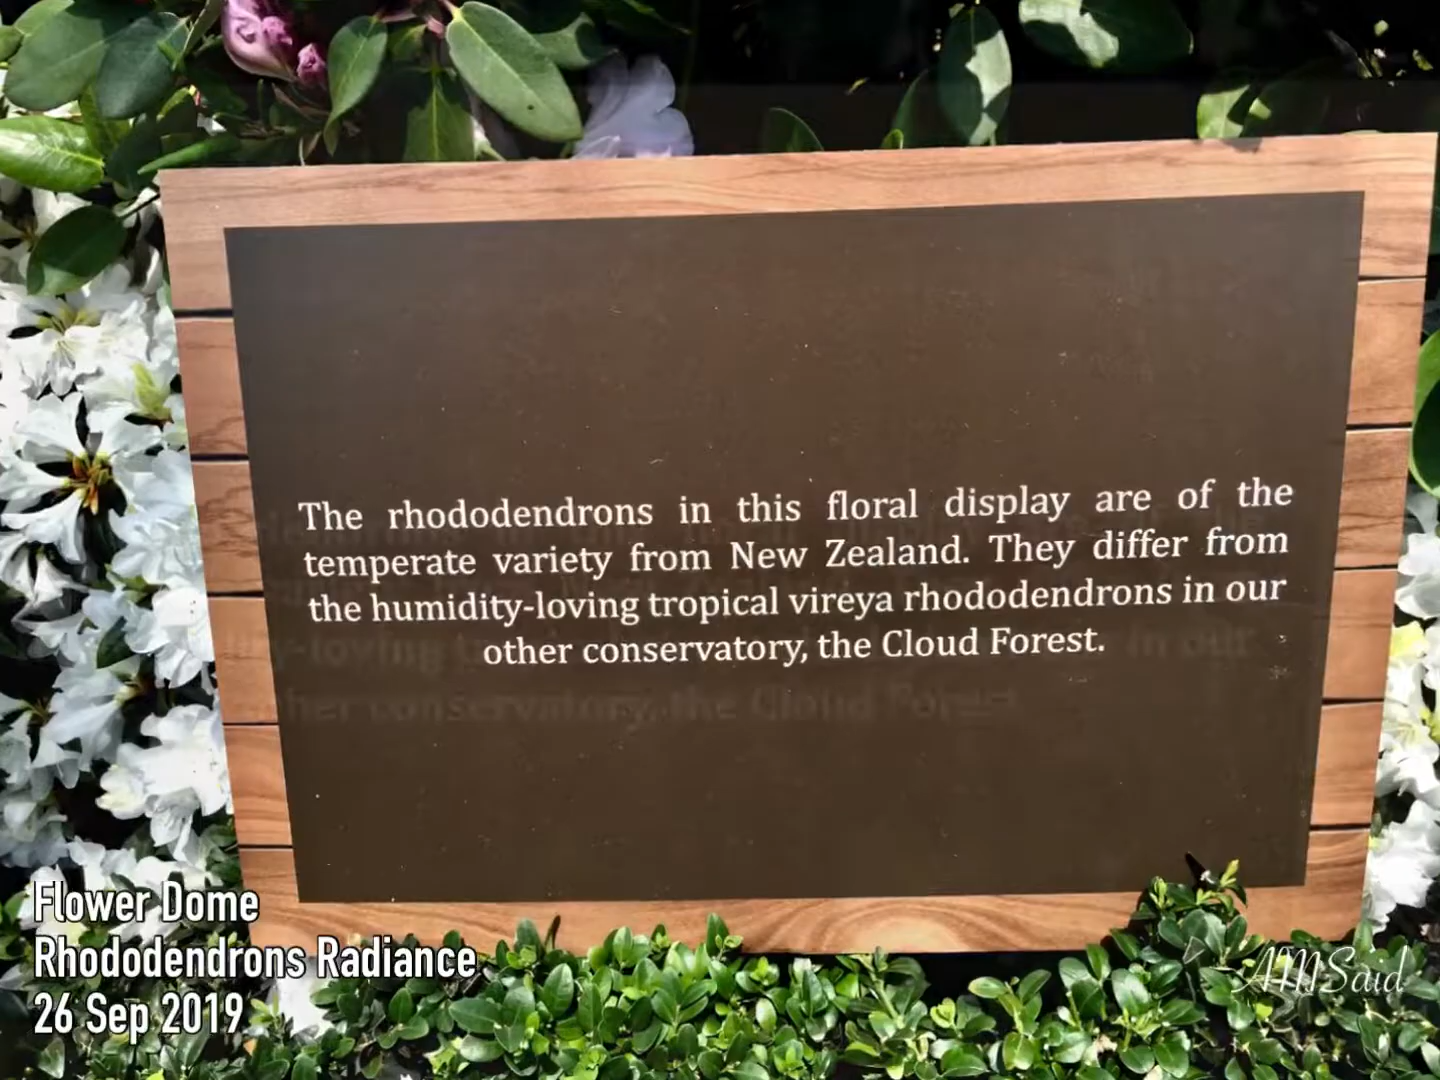 The rhododendrons in this floral display are of the
temperate variety from New Zealand. They differ from
the humidity-loving tropical vireya rhododendrons in our
other conservatory, the Cloud Forest.
Flower Dome
Rhododendrons Radiance
26 Sep 2019
AMSaid